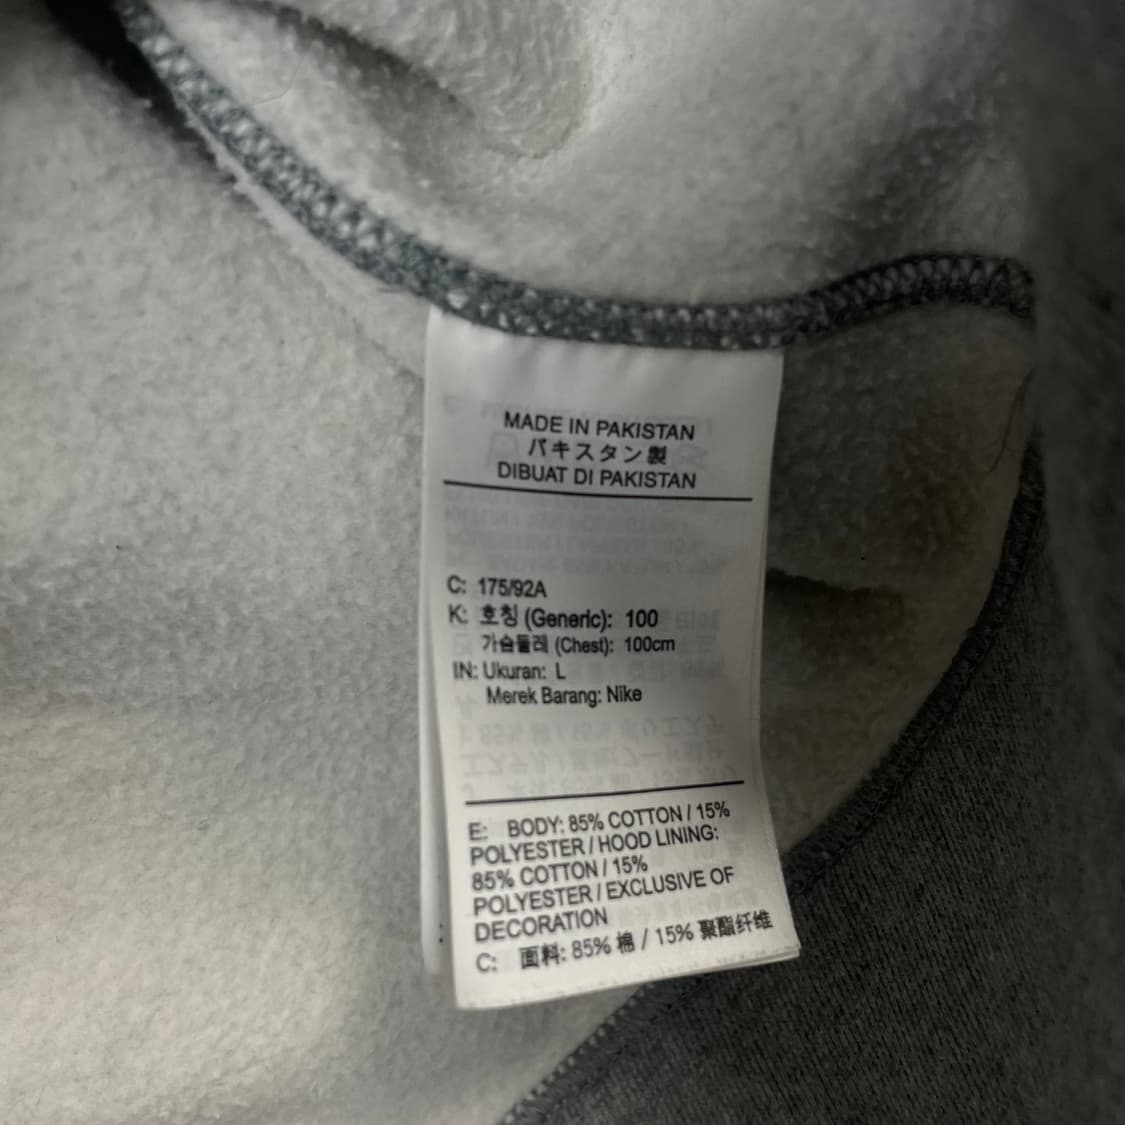 MADE IN PAKISTAN
パキスタン製
DIBUAT DI PAKISTAN
C: 175/92A
K: 호칭 (Generic): 100
가슴둘레 (Chest): 100cm
IN: Ukuran: L
Merek Barang: Nike
E: BODY: 85% COTTON / 15%
POLYESTER / HOOD LINING:
85% COTTON / 15%
POLYESTER / EXCLUSIVE OF
DECORATION
C: 面料: 85% 棉 / 15% 聚酯纤维